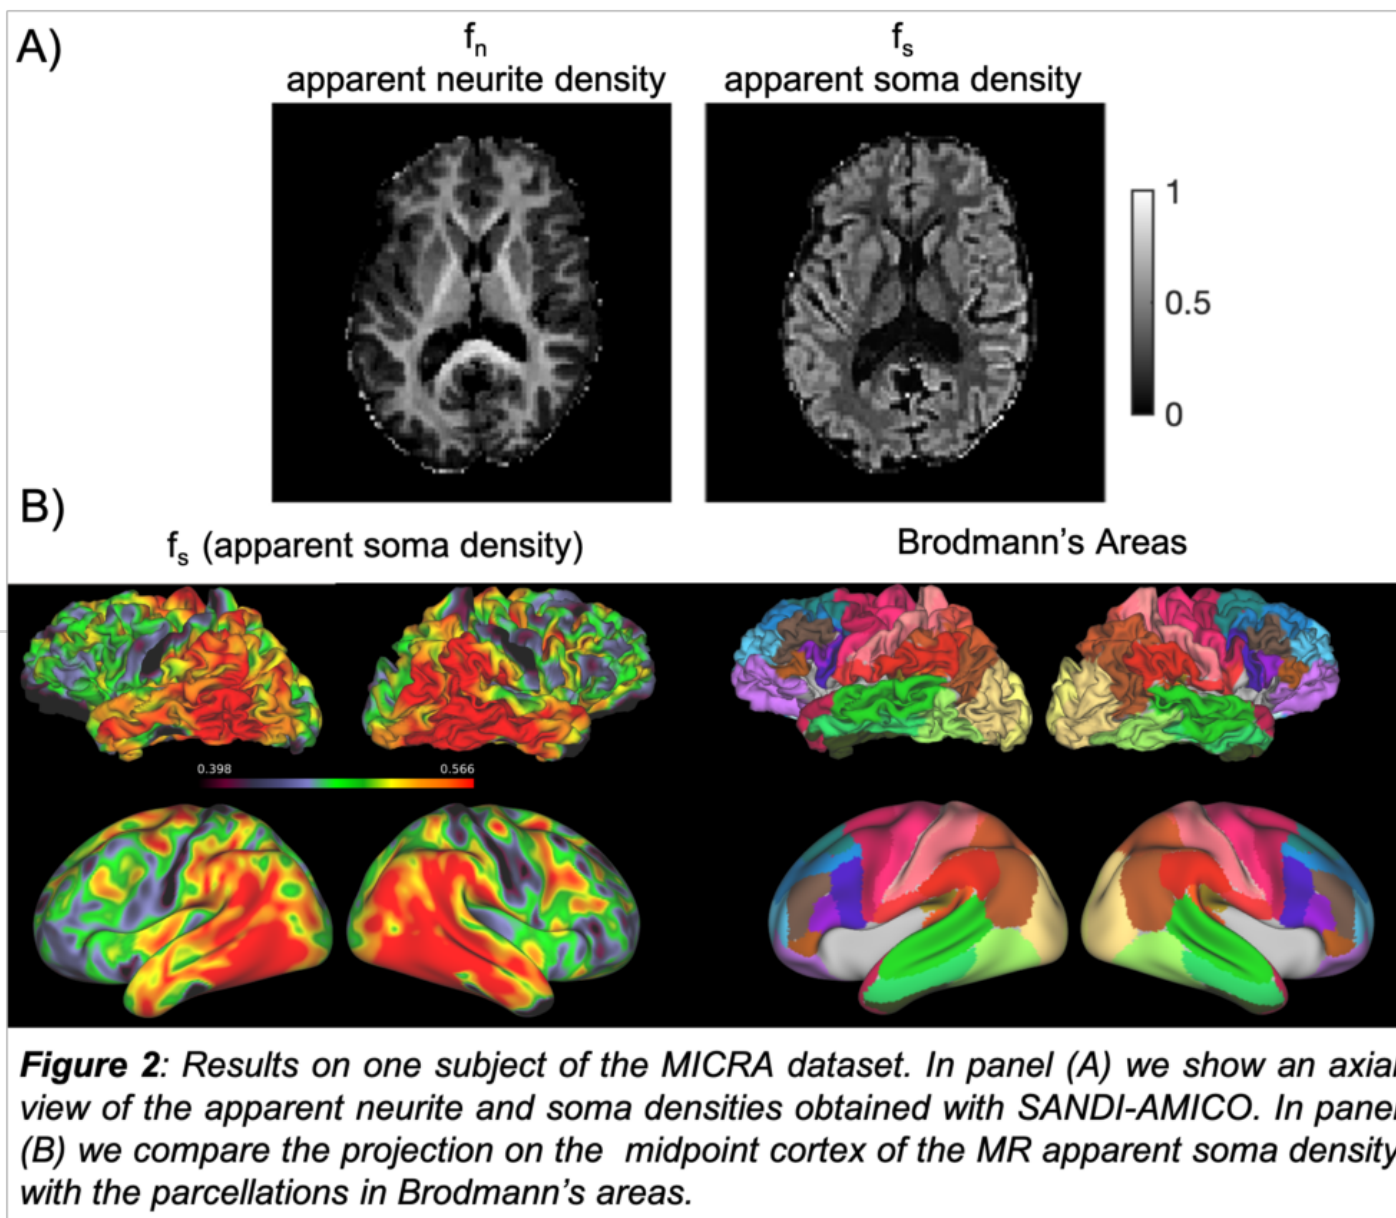 A)
fn
apparent neurite density
fs
apparent soma density
1
0.5
0
B)
fs (apparent soma density)
Brodmann's Areas
0.398
0.566
Figure 2: Results on one subject of the MICRA dataset. In panel (A) we show an axial
view of the apparent neurite and soma densities obtained with SANDI-AMICO. In panel
(B) we compare the projection on the midpoint cortex of the MR apparent soma density
with the parcellations in Brodmann's areas.